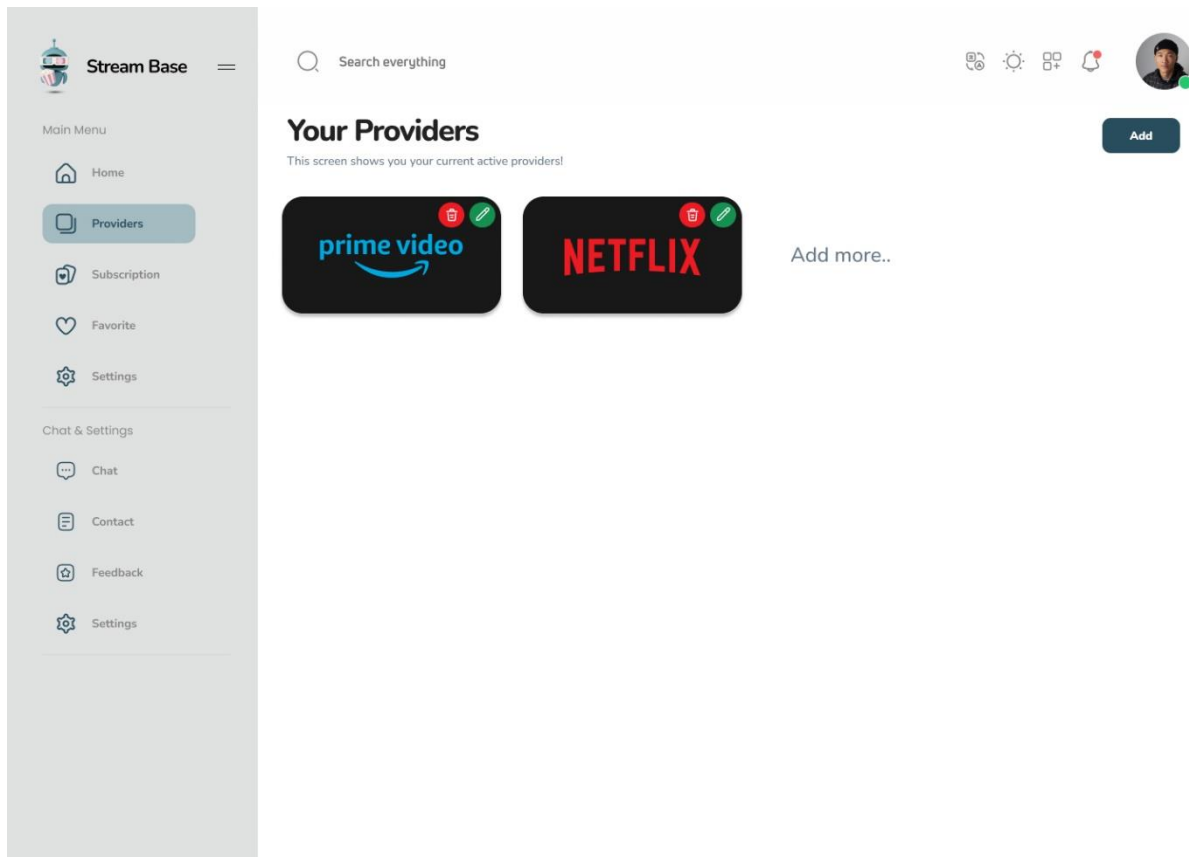 Stream Base
Search everything
Main Menu
Home
Providers
Subscription
Favorite
Settings
Chat & Settings
Chat
Contact
Feedback
Settings
Your Providers
Add
This screen shows you your current active providers!
prime video
NETFLIX
Add more..